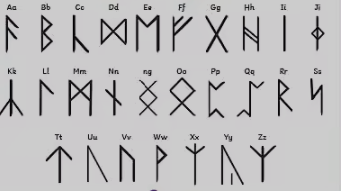 Aa Bb Cc Dd Ee Ff Gg Hh Ii Ji
Kk Ll Mm Nn ng Oo Pp Qq Rr Ss
Tt Uu Vv Ww Xx Yy Zz